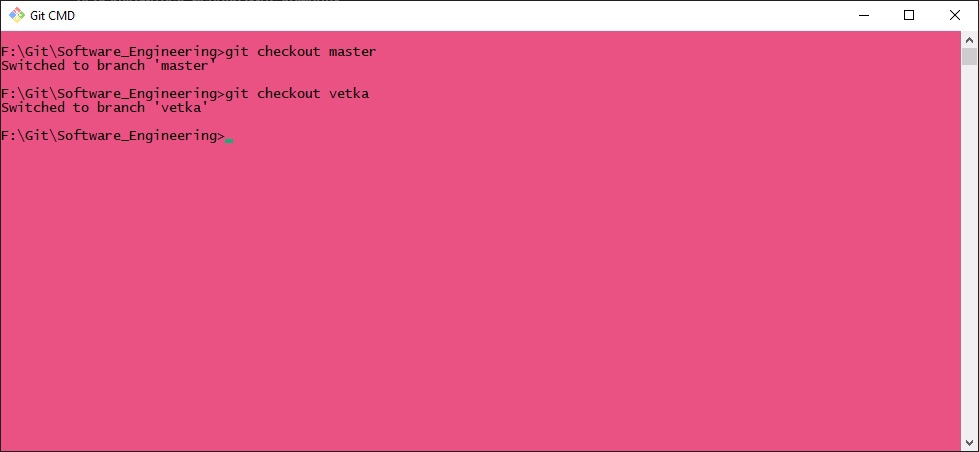 Git CMD
F:\Git\Software_Engineering>git checkout master
Switched to branch 'master'
F:\Git\Software_Engineering>git checkout vetka
Switched to branch 'vetka'
F:\Git\Software_Engineering>